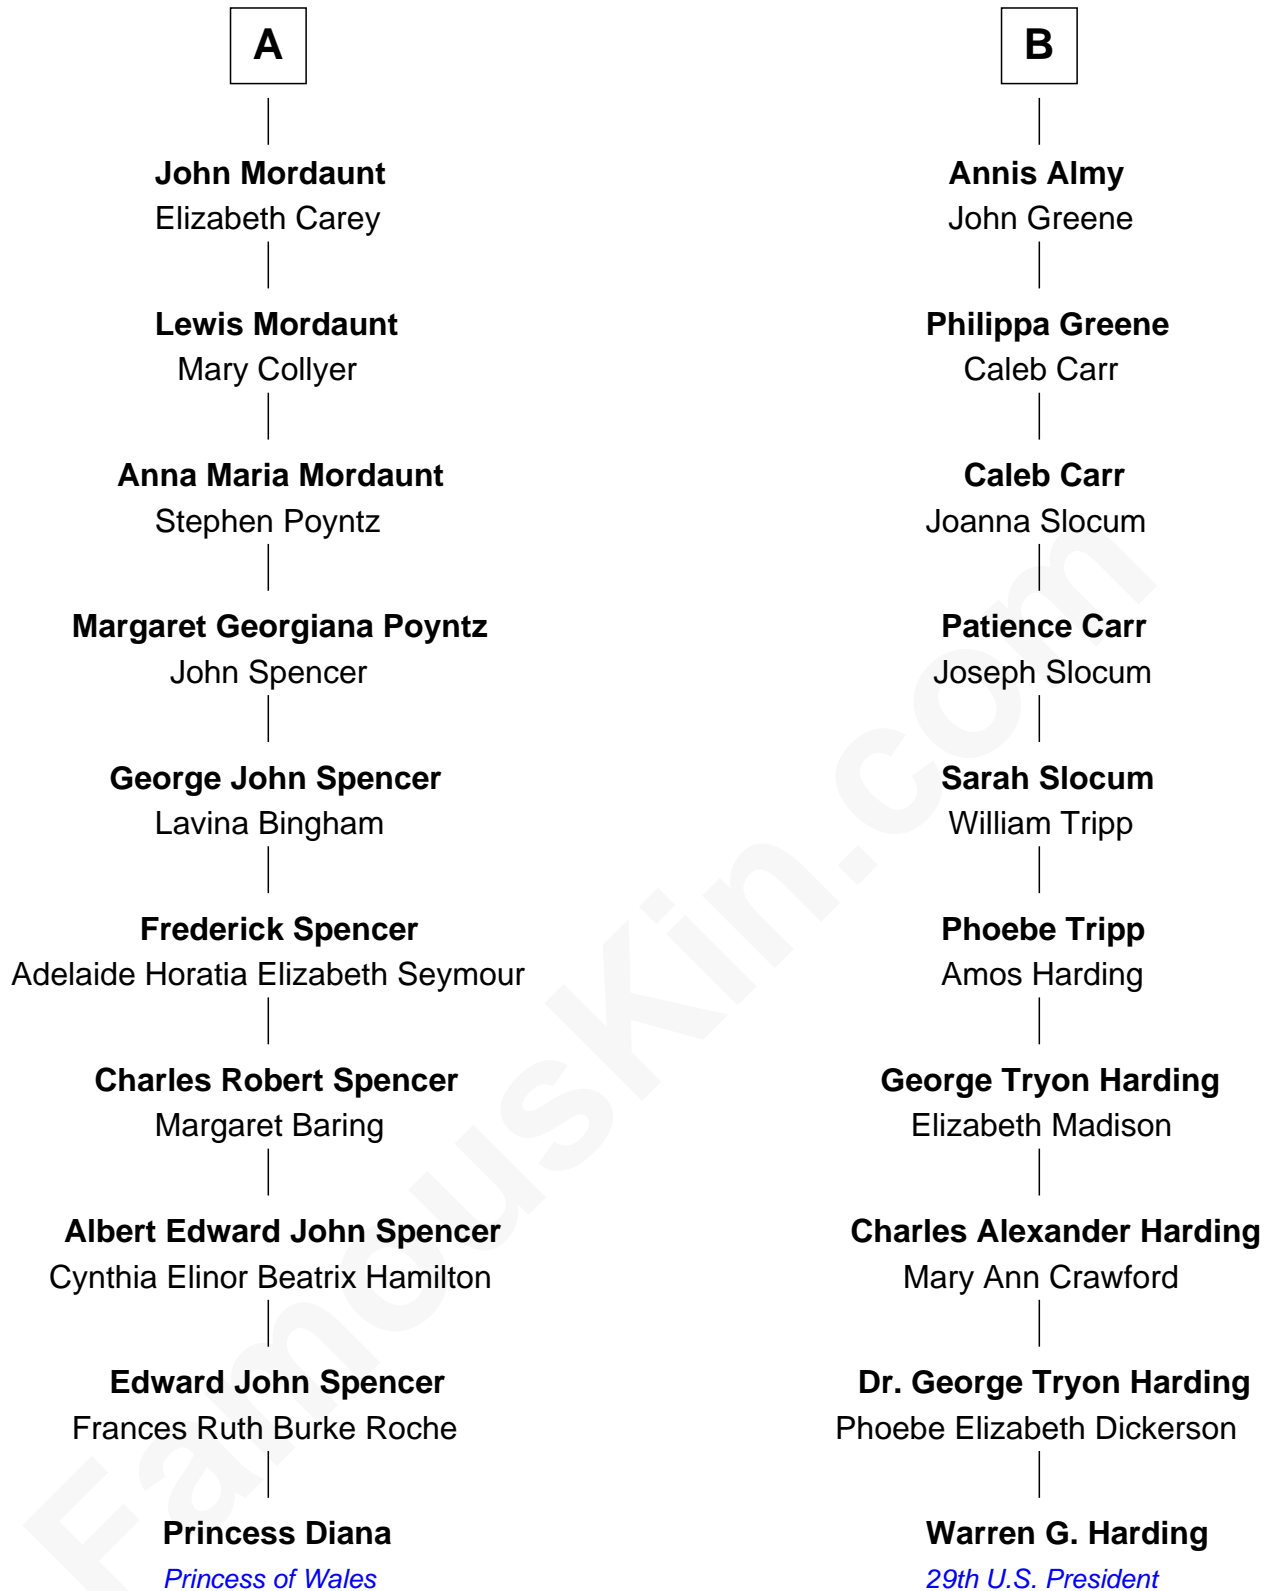 A
John Mordaunt
Elizabeth Carey
Lewis Mordaunt
Mary Collyer
Anna Maria Mordaunt
Stephen Poyntz
Margaret Georgiana Poyntz
John Spencer
George John Spencer
Lavina Bingham
Frederick Spencer
Adelaide Horatia Elizabeth Seymour
Charles Robert Spencer
Margaret Baring
Albert Edward John Spencer
Cynthia Elinor Beatrix Hamilton
Edward John Spencer
Frances Ruth Burke Roche
Princess Diana
Princess of Wales
B
Annis Almy
John Greene
Philippa Greene
Caleb Carr
Caleb Carr
Joanna Slocum
Patience Carr
Joseph Slocum
Sarah Slocum
William Tripp
Phoebe Tripp
Amos Harding
George Tryon Harding
Elizabeth Madison
Charles Alexander Harding
Mary Ann Crawford
Dr. George Tryon Harding
Phoebe Elizabeth Dickerson
Warren G. Harding
29th U.S. President
FamousKin.com